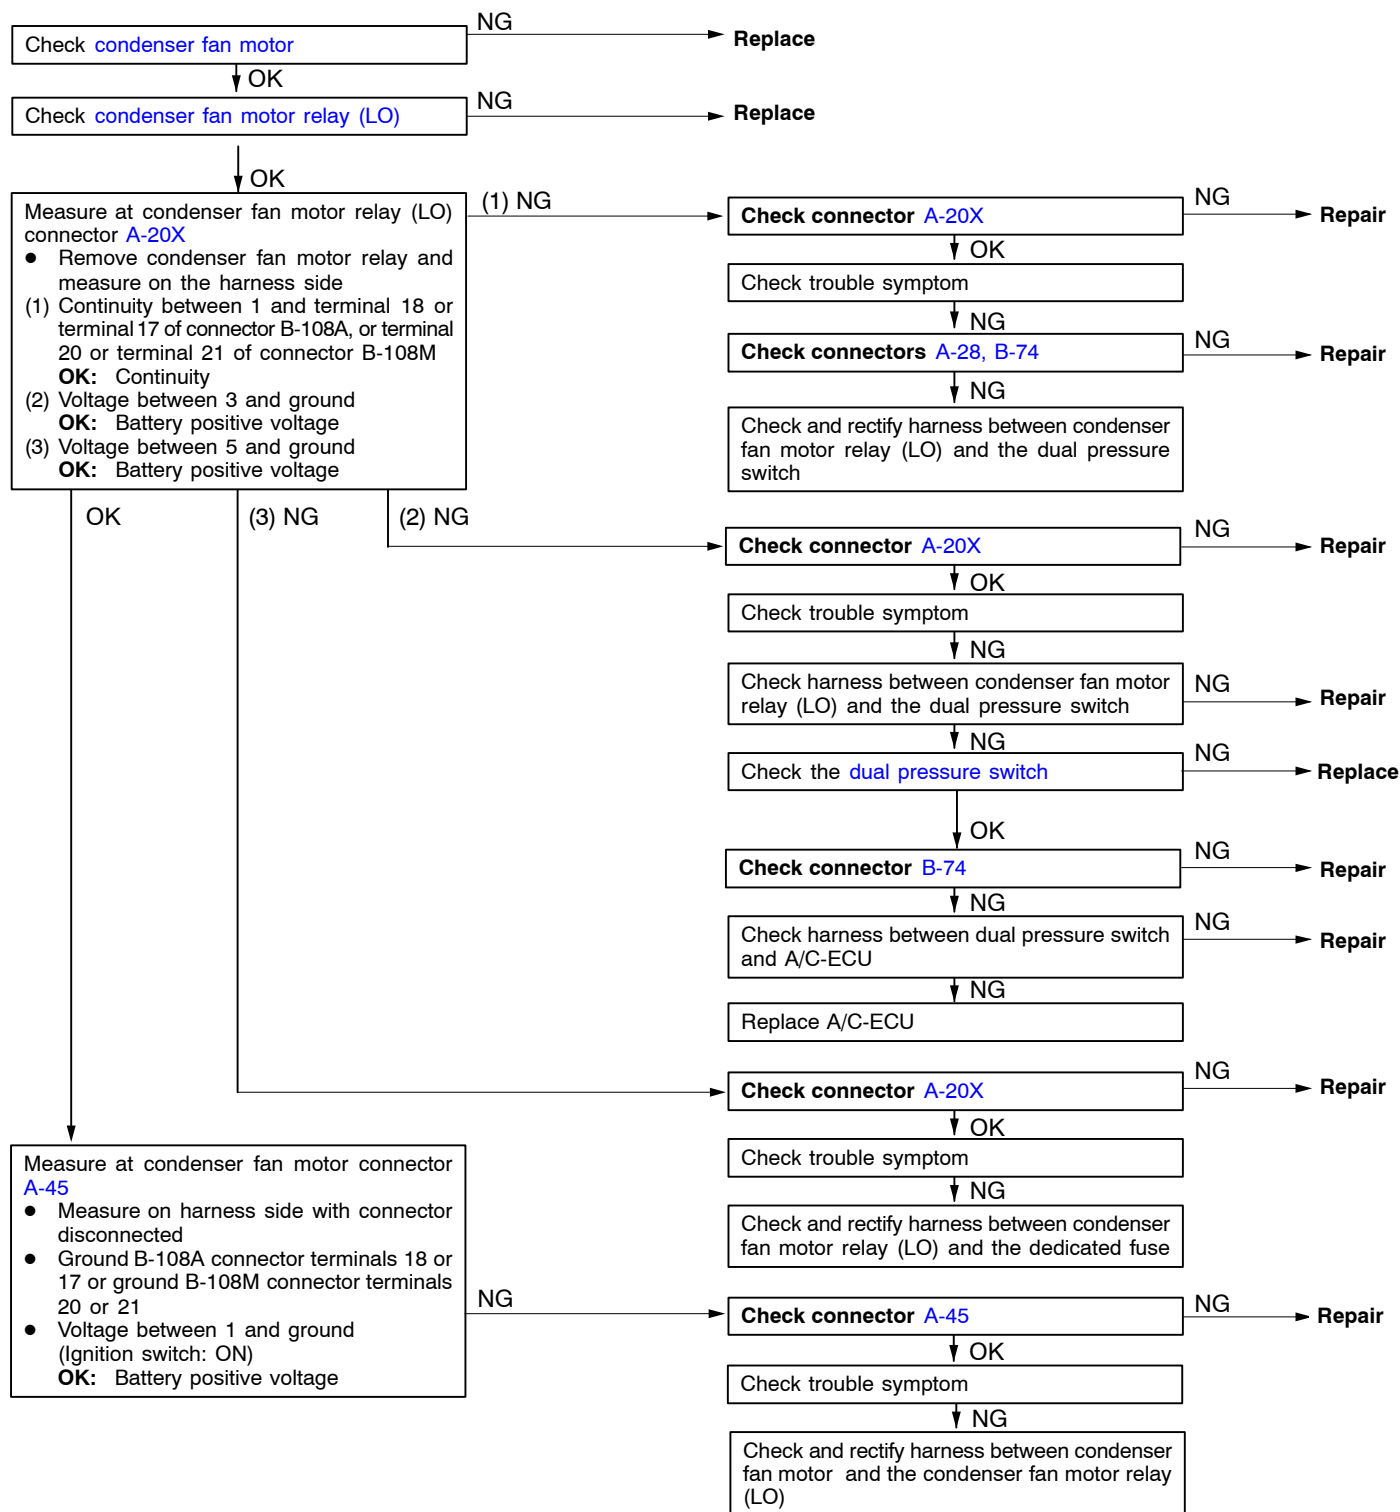 Check condenser fan motor
NG
Replace
OK
Check condenser fan motor relay (LO)
NG
Replace
OK
Measure at condenser fan motor relay (LO)
connector A-20X
● Remove condenser fan motor relay and
measure on the harness side
(1) Continuity between 1 and terminal 18 or
terminal 17 of connector B-108A, or terminal
20 or terminal 21 of connector B-108M
OK: Continuity
(2) Voltage between 3 and ground
OK: Battery positive voltage
(3) Voltage between 5 and ground
OK: Battery positive voltage
(1) NG
Check connector A-20X
NG
Repair
OK
Check trouble symptom
NG
Check connectors A-28, B-74
NG
Repair
NG
Check and rectify harness between condenser
fan motor relay (LO) and the dual pressure
switch
OK
(3) NG
(2) NG
Check connector A-20X
NG
Repair
OK
Check trouble symptom
NG
Check harness between condenser fan motor
relay (LO) and the dual pressure switch
NG
Repair
NG
Check the dual pressure switch
NG
Replace
OK
Check connector B-74
NG
Repair
NG
Check harness between dual pressure switch
and A/C-ECU
NG
Repair
NG
Replace A/C-ECU
Check connector A-20X
NG
Repair
OK
Check trouble symptom
NG
Check and rectify harness between condenser
fan motor relay (LO) and the dedicated fuse
Measure at condenser fan motor connector
A-45
● Measure on harness side with connector
disconnected
● Ground B-108A connector terminals 18 or
17 or ground B-108M connector terminals
20 or 21
● Voltage between 1 and ground
(Ignition switch: ON)
OK: Battery positive voltage
NG
Check connector A-45
NG
Repair
OK
Check trouble symptom
NG
Check and rectify harness between condenser
fan motor and the condenser fan motor relay
(LO)